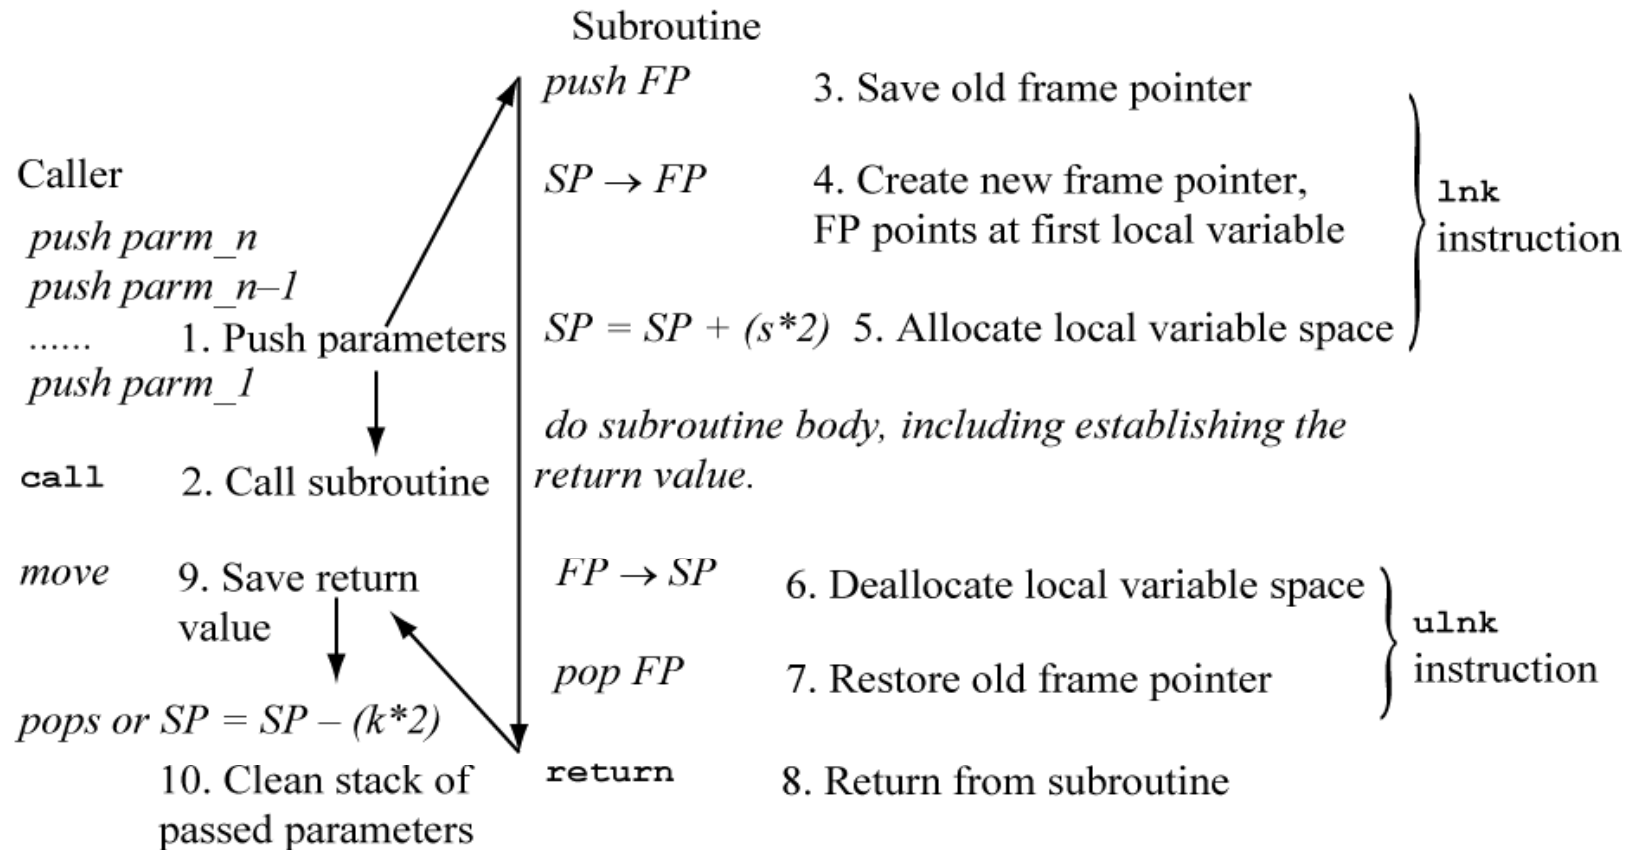 Subroutine
push FP
3. Save old frame pointer
Caller
SP → FP
4. Create new frame pointer,
FP points at first local variable
lnk
instruction
push parm_n
push parm_n–1
......
1. Push parameters
push parm_1
SP = SP + (s*2)
5. Allocate local variable space
do subroutine body, including establishing the
return value.
call
2. Call subroutine
move
9. Save return
value
FP → SP
6. Deallocate local variable space
ulnk
instruction
pop FP
7. Restore old frame pointer
pops or SP = SP – (k*2)
10. Clean stack of
passed parameters
return
8. Return from subroutine